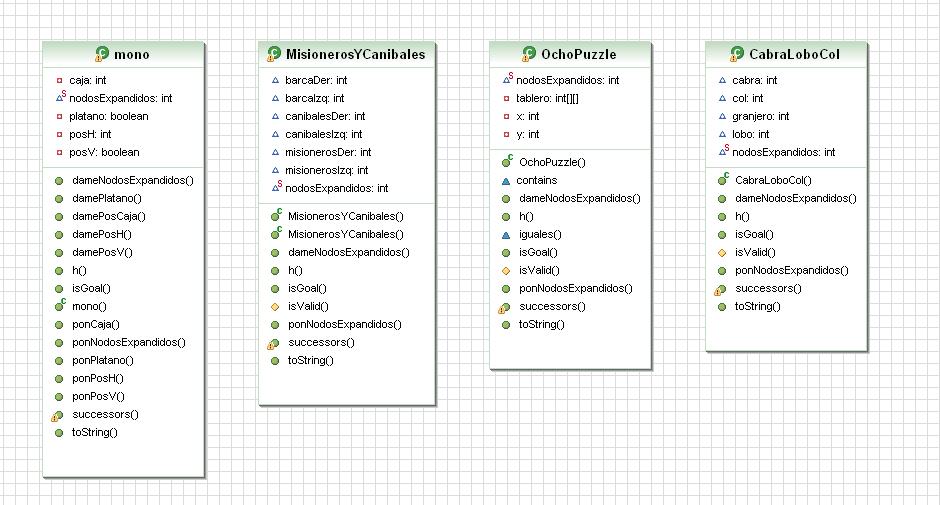 mono
caja: int
nodosExpandidos: int
platano: boolean
posH: int
posV: boolean
dameNodosExpandidos()
damePlatano()
damePosCaja()
damePosH()
damePosV()
h()
isGoal()
mono()
ponCaja()
ponNodosExpandidos()
ponPlatano()
ponPosH()
ponPosV()
successors()
toString()
MisionerosYCanibales
barcaDer: int
barcaIzq: int
canibalesDer: int
canibalesIzq: int
misionerosDer: int
misionerosIzq: int
nodosExpandidos: int
MisionerosYCanibales()
MisionerosYCanibales()
dameNodosExpandidos()
h()
isGoal()
isValid()
ponNodosExpandidos()
successors()
toString()
OchoPuzzle
nodosExpandidos: int
tablero: int[][]
x: int
y: int
OchoPuzzle()
contains
dameNodosExpandidos()
h()
iguales()
isGoal()
isValid()
ponNodosExpandidos()
successors()
toString()
CabraLoboCol
cabra: int
col: int
granjero: int
lobo: int
nodosExpandidos: int
CabraLoboCol()
dameNodosExpandidos()
h()
isGoal()
isValid()
ponNodosExpandidos()
successors()
toString()